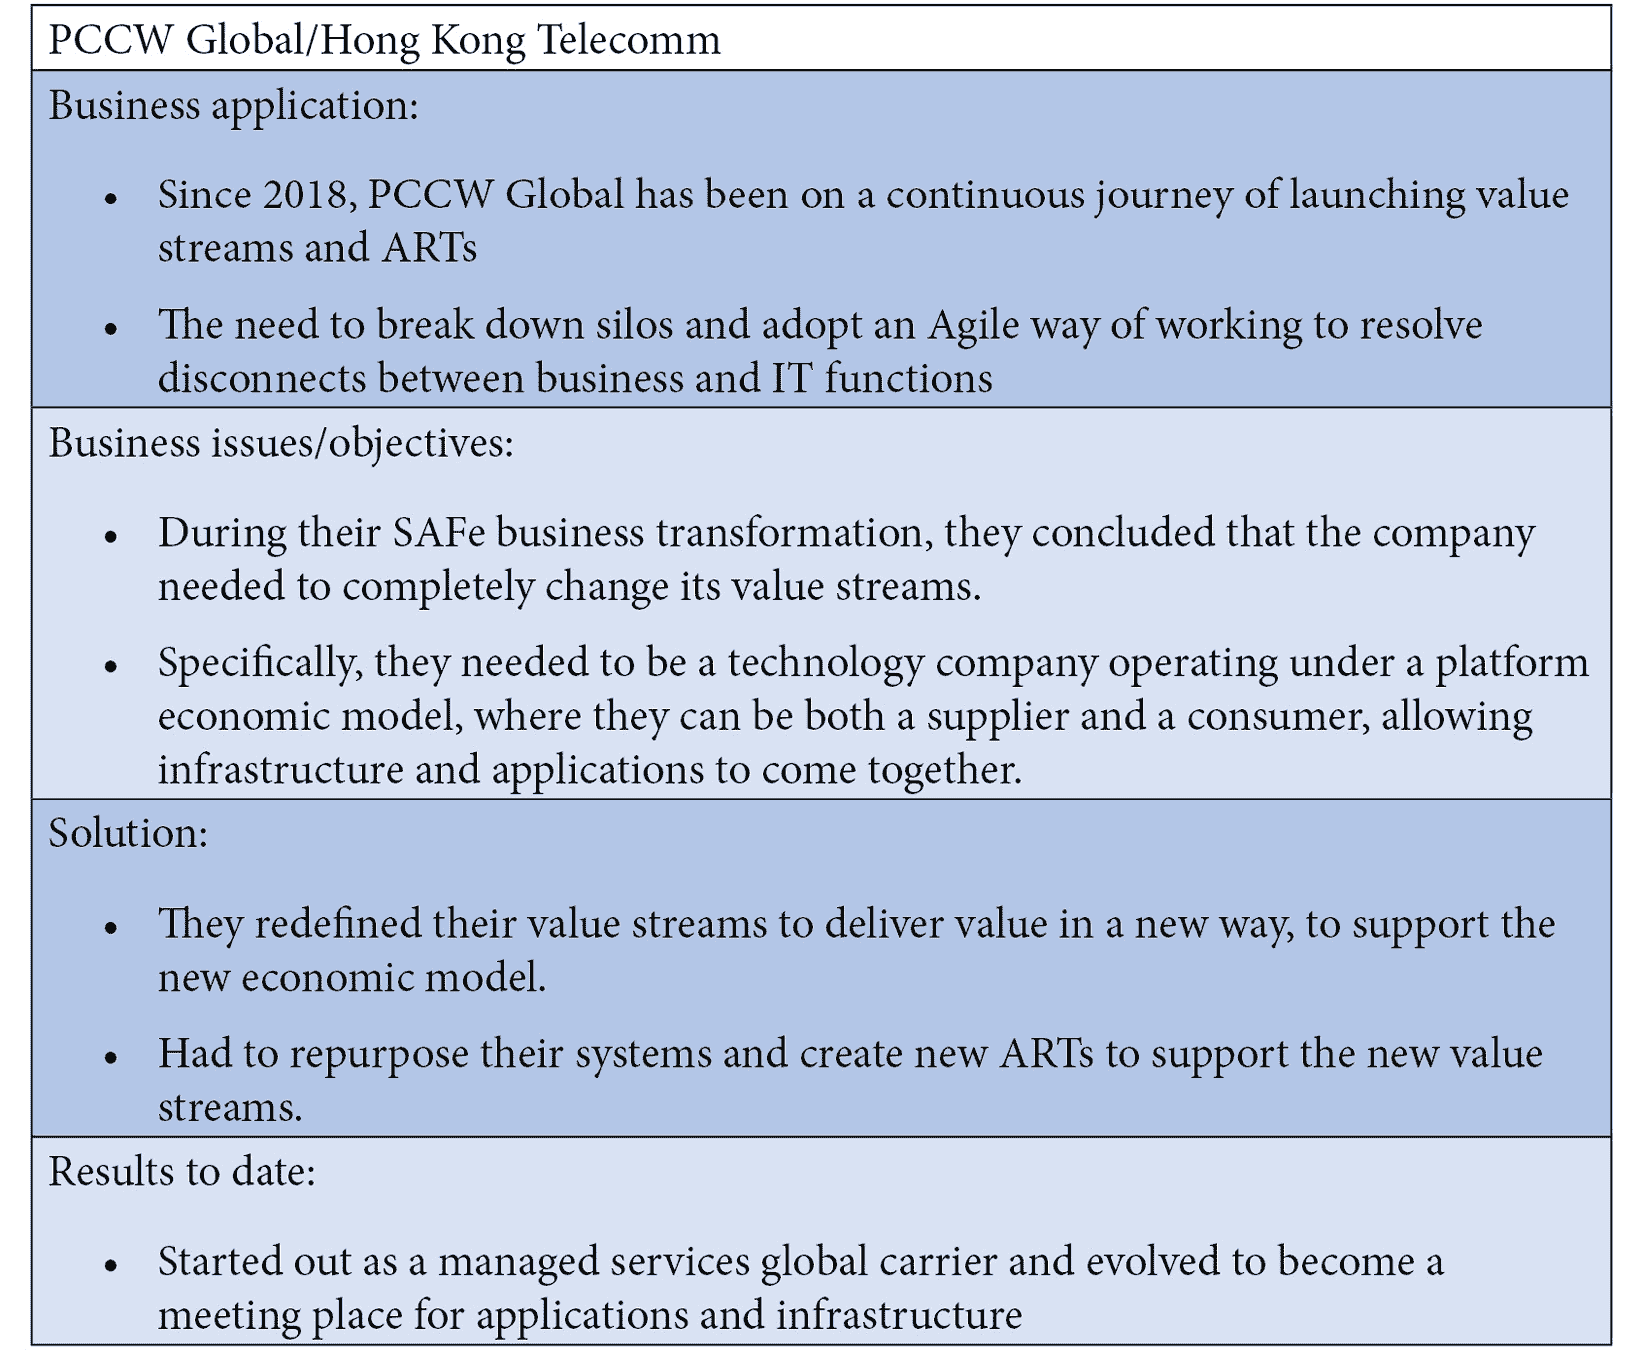 PCCW Global/Hong Kong Telecomm
Business application:
• Since 2018, PCCW Global has been on a continuous journey of launching value
streams and ARTs
• The need to break down silos and adopt an Agile way of working to resolve
disconnects between business and IT functions
Business issues/objectives:
• During their SAFe business transformation, they concluded that the company
needed to completely change its value streams.
• Specifically, they needed to be a technology company operating under a platform
economic model, where they can be both a supplier and a consumer, allowing
infrastructure and applications to come together.
Solution:
• They redefined their value streams to deliver value in a new way, to support the
new economic model.
• Had to repurpose their systems and create new ARTs to support the new value
streams.
Results to date:
• Started out as a managed services global carrier and evolved to become a
meeting place for applications and infrastructure